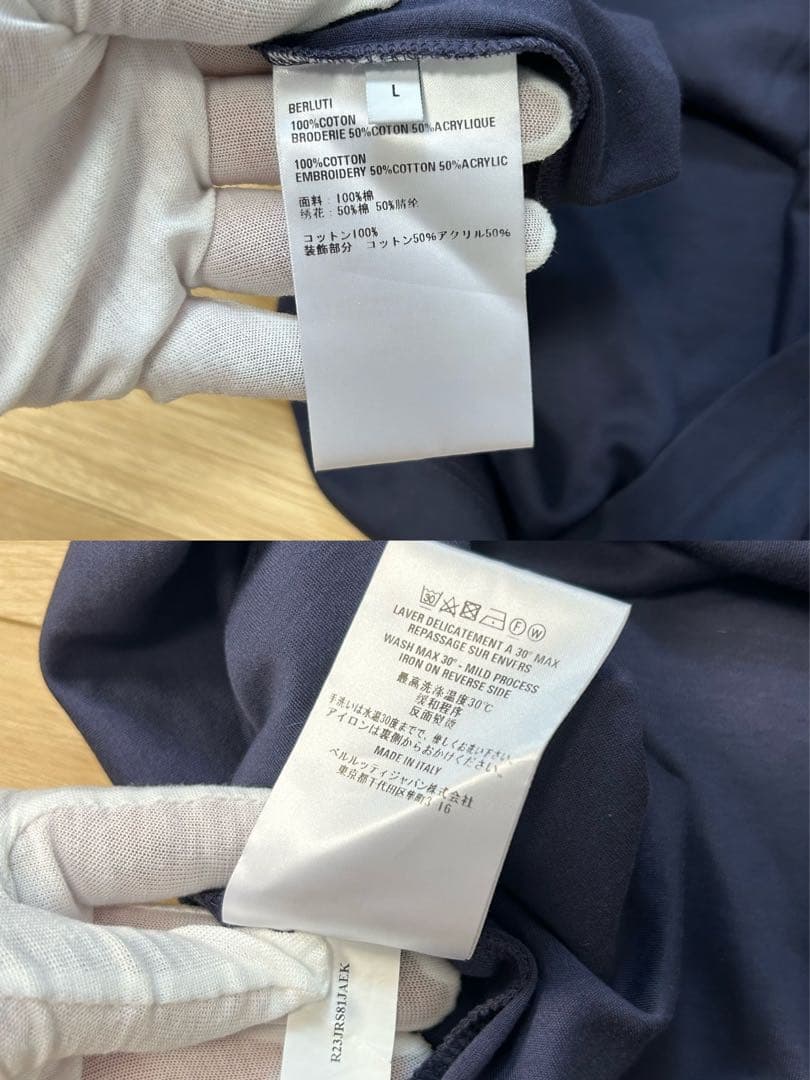 L
BERLUTI
100%COTON
BRODERIE 50%COTON 50%ACRYLIQUE
100%COTTON
EMBROIDERY 50%COTTON 50%ACRYLIC
面料：100%棉
绣花：50%棉 50%腈纶
コットン100%
装飾部分 コットン50%アクリル50%
30
F W
LAVER DELICATEMENT A 30° MAX
REPASSAGE SUR ENVERS
WASH MAX 30° - MILD PROCESS
IRON ON REVERSE SIDE
最高洗涤温度30℃
缓和程序
反面熨烫
手洗いは水温30度までで、優しくお洗い下さい。
アイロンは裏側からおかけください。
MADE IN ITALY
ベルルッティジャパン株式会社
東京都千代田区隼町3-16
R23JRS81JAEK